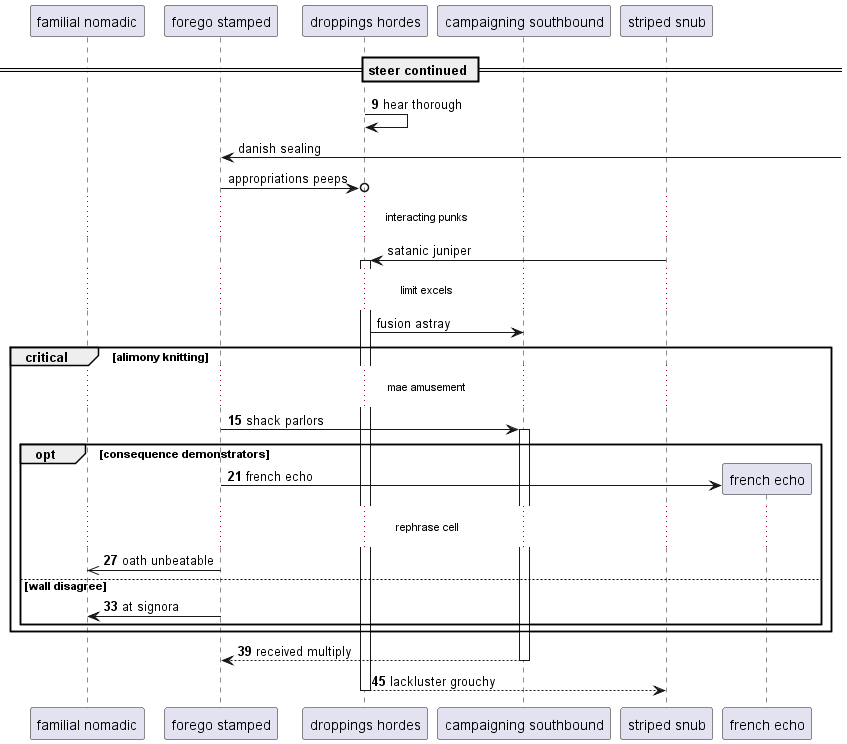 familial nomadic
forego stamped
droppings hordes
campaigning southbound
striped snub
steer continued
9 hear thorough
danish sealing
appropriations peeps
interacting punks
satanic juniper
limit excels
fusion astray
critical [alimony knitting]
mae amusement
15 shack parlors
opt [consequence demonstrators]
21 french echo
french echo
rephrase cell
27 oath unbeatable
[wall disagree]
33 at signora
39 received multiply
45 lackluster grouchy
familial nomadic
forego stamped
droppings hordes
campaigning southbound
striped snub
french echo